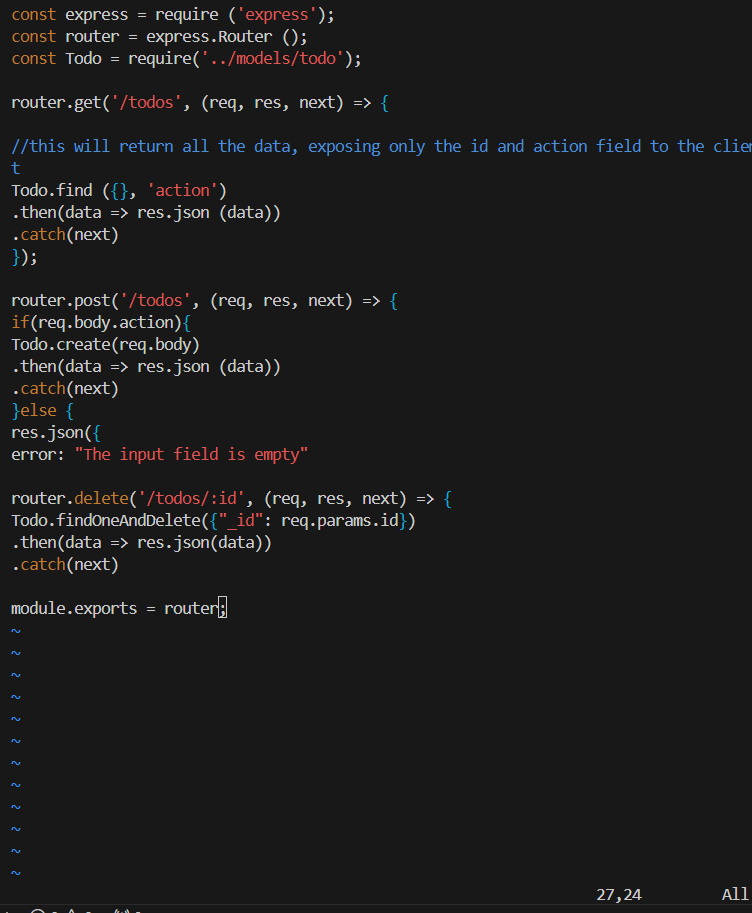 const express = require ('express');
const router = express.Router ();
const Todo = require('../models/todo');

router.get('/todos', (req, res, next) => {

//this will return all the data, exposing only the id and action field to the clien
t
Todo.find ({}, 'action')
.then(data => res.json (data))
.catch(next)
});

router.post('/todos', (req, res, next) => {
if(req.body.action){
Todo.create(req.body)
.then(data => res.json (data))
.catch(next)
}else {
res.json({
error: "The input field is empty"

router.delete('/todos/:id', (req, res, next) => {
Todo.findOneAndDelete({"_id": req.params.id})
.then(data => res.json(data))
.catch(next)

module.exports = router;
~
~
~
~
~
~
~
~
~
~
~
~
27,24 All